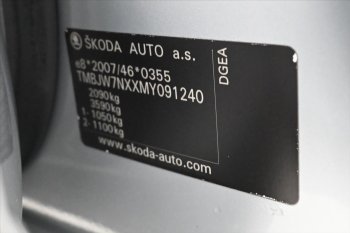 ŠKODA AUTO a.s.
e8*2007/46*0355
TMBJW7NXXMY091240
2090kg
3590kg
1- 1050kg
2- 1100kg
www.skoda-auto.com
DGEA